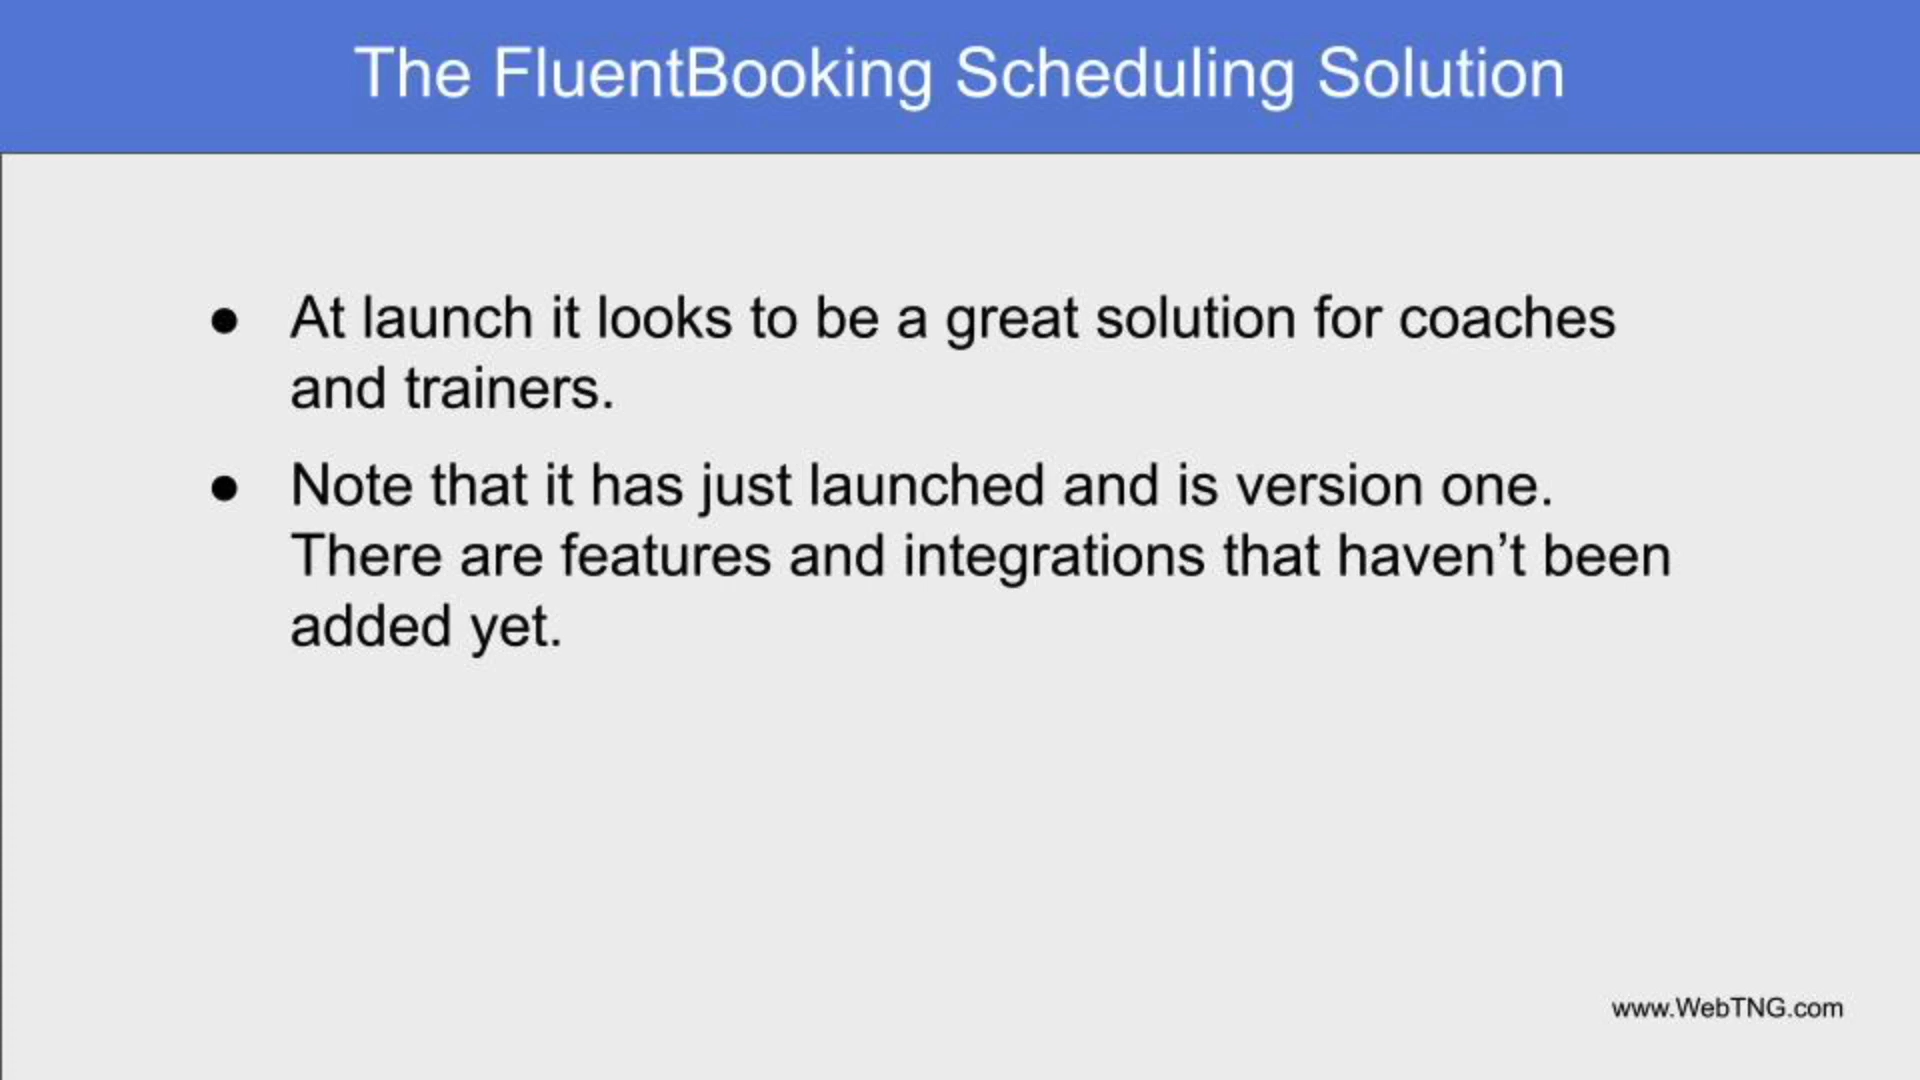 The FluentBooking Scheduling Solution
● At launch it looks to be a great solution for coaches
and trainers.
● Note that it has just launched and is version one.
There are features and integrations that haven’t been
added yet.
www.WebTNG.com